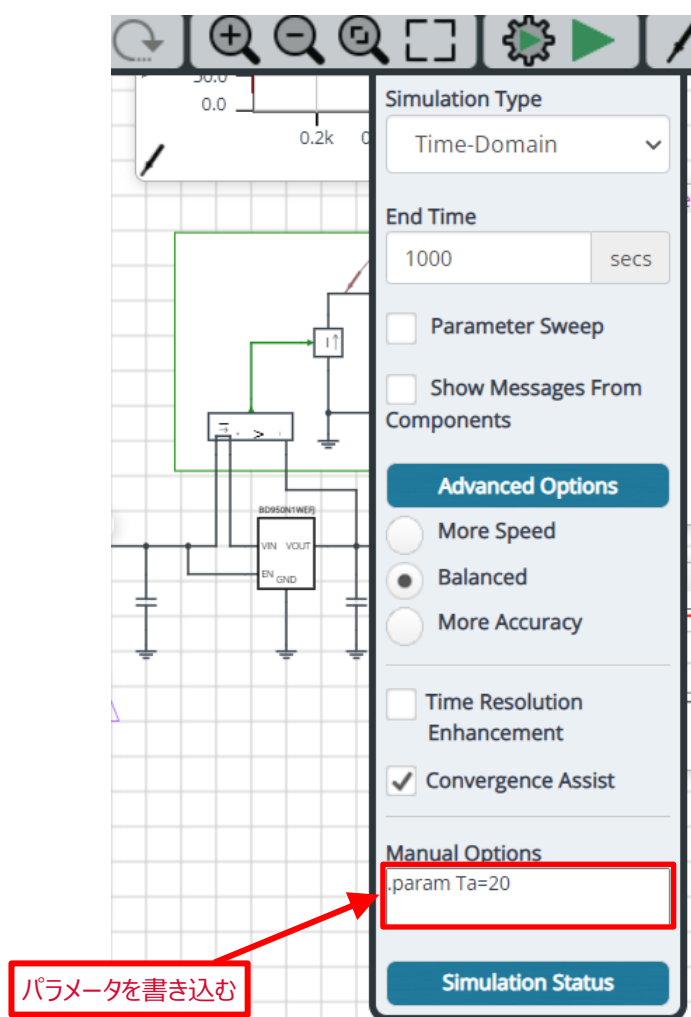 50.0
0.0
0.2k
Simulation Type
Time-Domain
End Time
1000 secs
Parameter Sweep
Show Messages From
Components
Advanced Options
More Speed
Balanced
More Accuracy
BD950N1WEFJ
VIN VOUT
EN GND
Time Resolution
Enhancement
Convergence Assist
Manual Options
.param Ta=20
パラメータを書き込む
Simulation Status